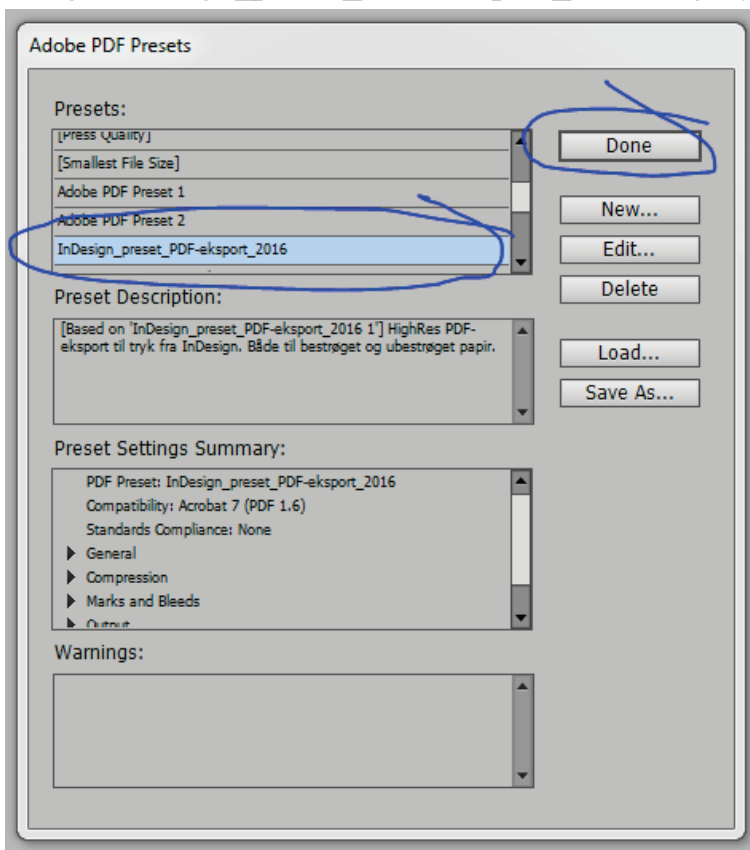 Adobe PDF Presets
Presets:
[Press Quality]
[Smallest File Size]
Adobe PDF Preset 1
Adobe PDF Preset 2
InDesign_preset_PDF-eksport_2016
Done
New...
Edit...
Delete
Load...
Save As...
Preset Description:
[Based on 'InDesign_preset_PDF-eksport_2016 1'] HighRes PDF-
eksport til tryk fra InDesign. Både til bestrøget og ubestrøget papir.
Preset Settings Summary:
PDF Preset: InDesign_preset_PDF-eksport_2016
Compatibility: Acrobat 7 (PDF 1.6)
Standards Compliance: None
General
Compression
Marks and Bleeds
Output
Warnings: